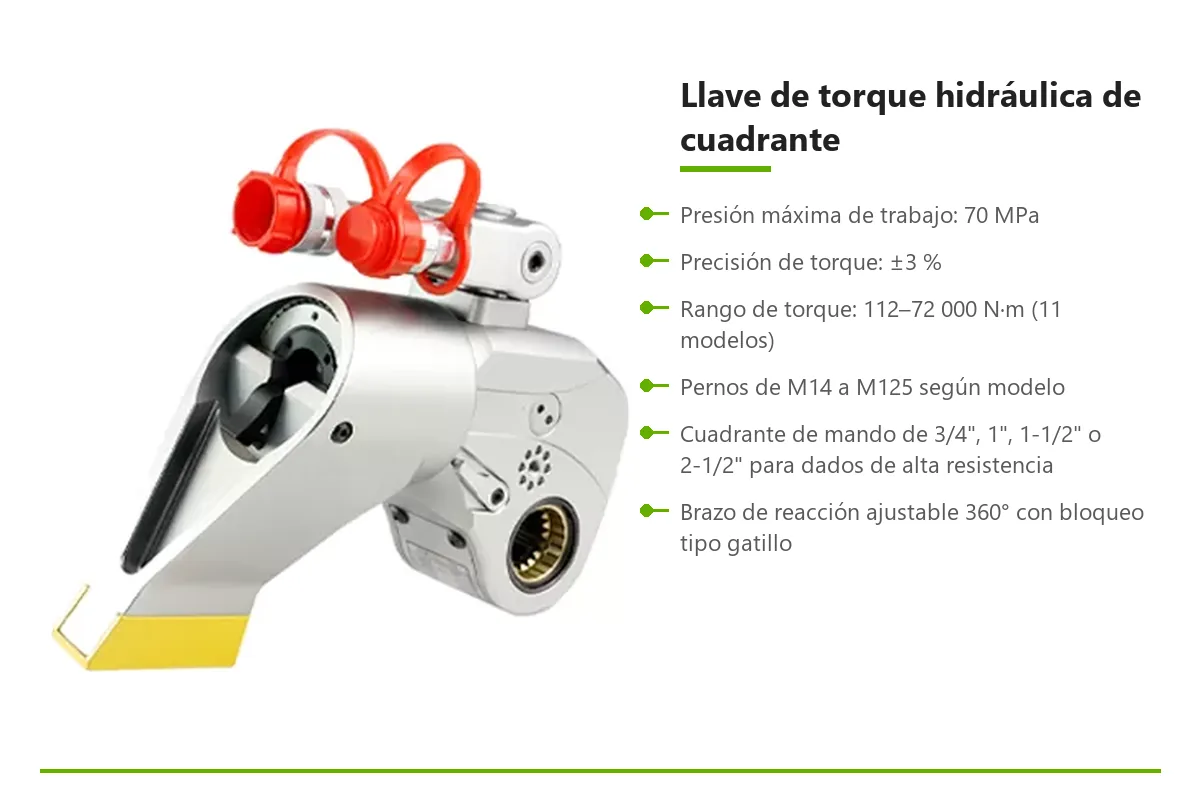 Llave de torque hidráulica de
cuadrante
Presión máxima de trabajo: 70 MPa
Precisión de torque: ±3 %
Rango de torque: 112–72 000 N·m (11
modelos)
Pernos de M14 a M125 según modelo
Cuadrante de mando de 3/4", 1", 1-1/2" o
2-1/2" para dados de alta resistencia
Brazo de reacción ajustable 360° con bloqueo
tipo gatillo